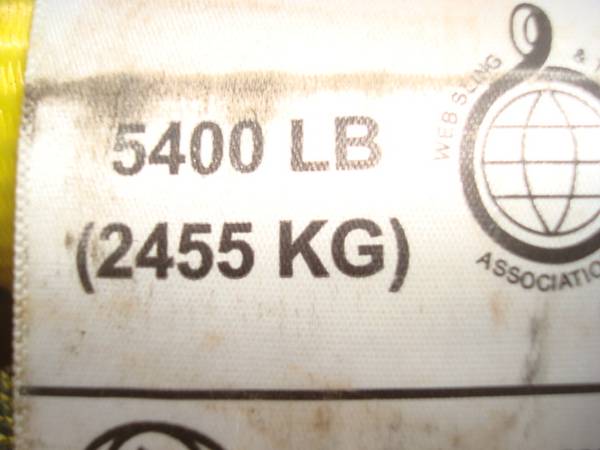 5400 LB
(2455 KG)
WEB SLING & T
ASSOCIATIO